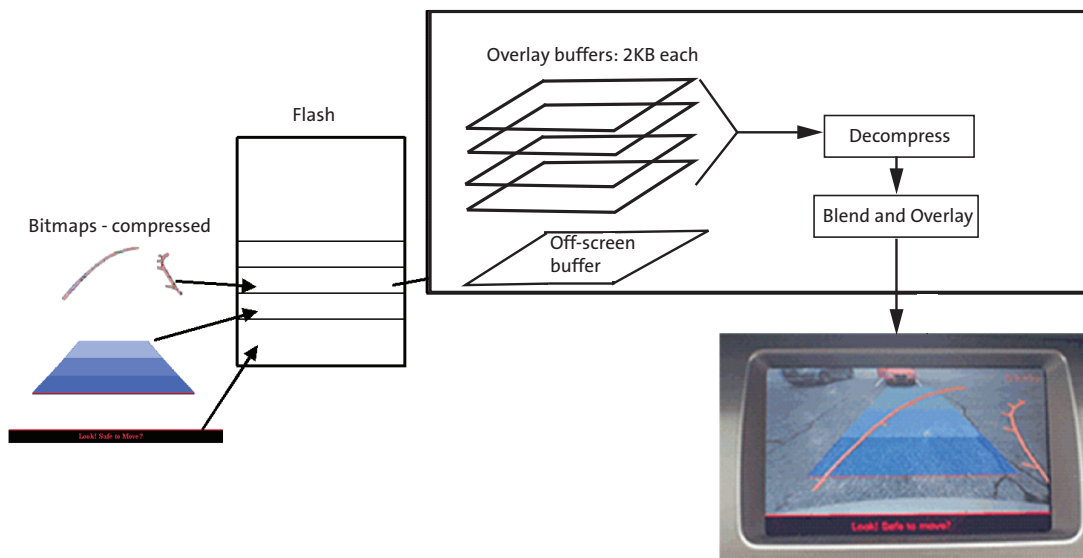 Overlay buffers: 2KB each
Flash
Decompress
Bitmaps - compressed
Blend and Overlay
Off-screen
buffer
Look! Safe to Move?
Look! Safe to move?